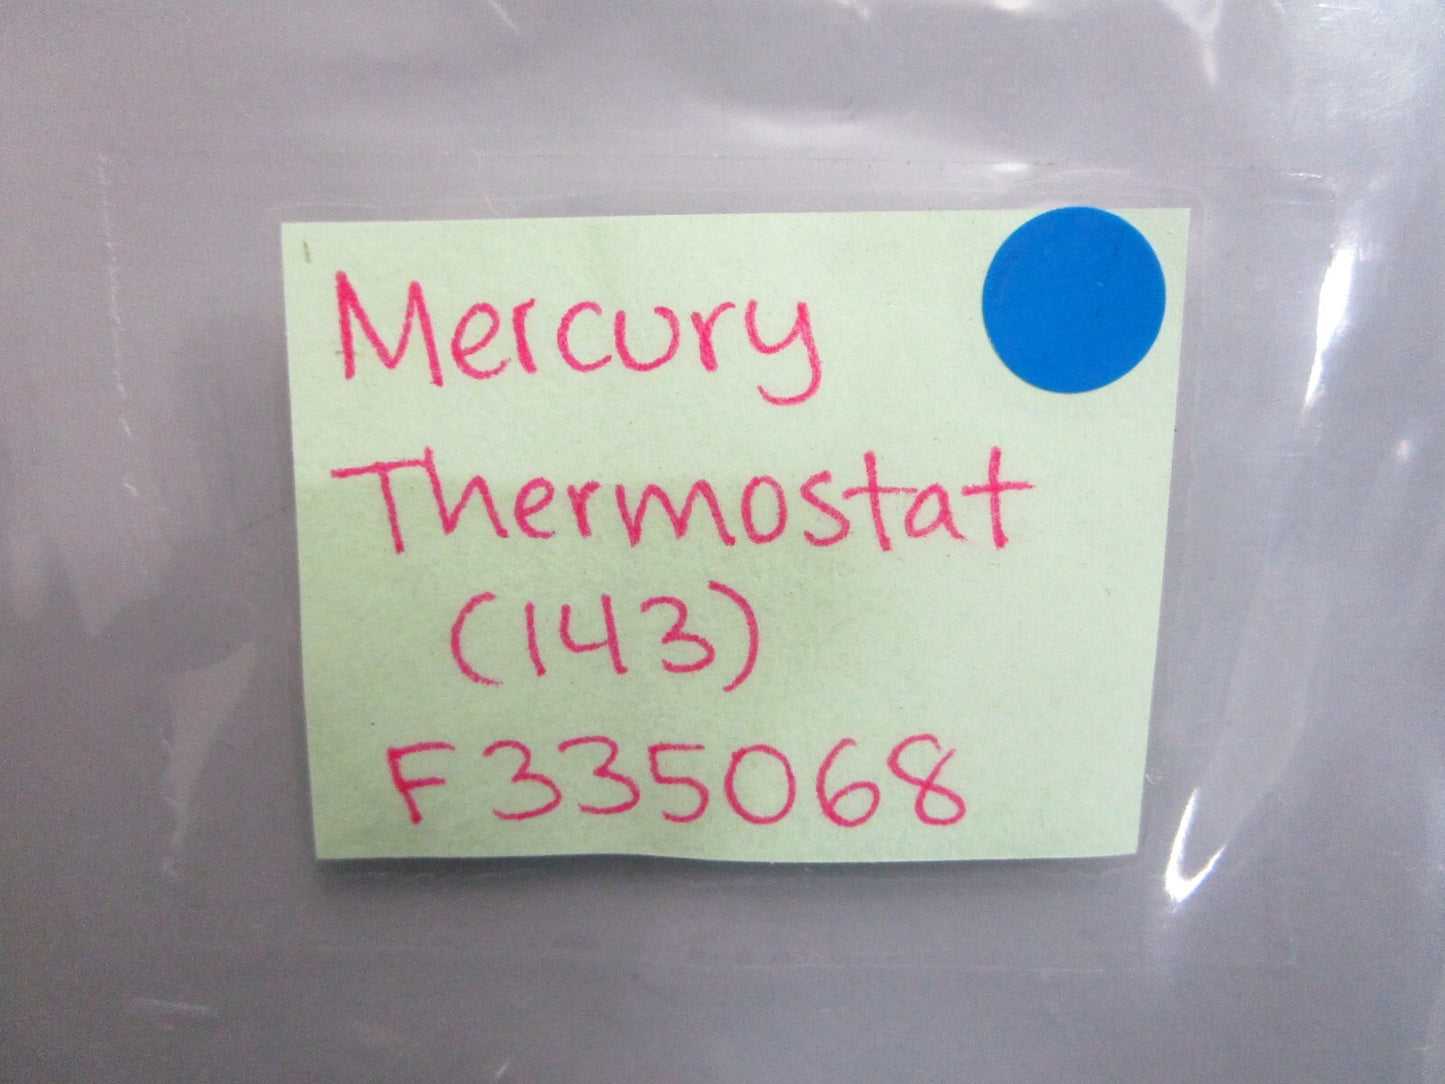 Mercury
Thermostat
(143)
F335068